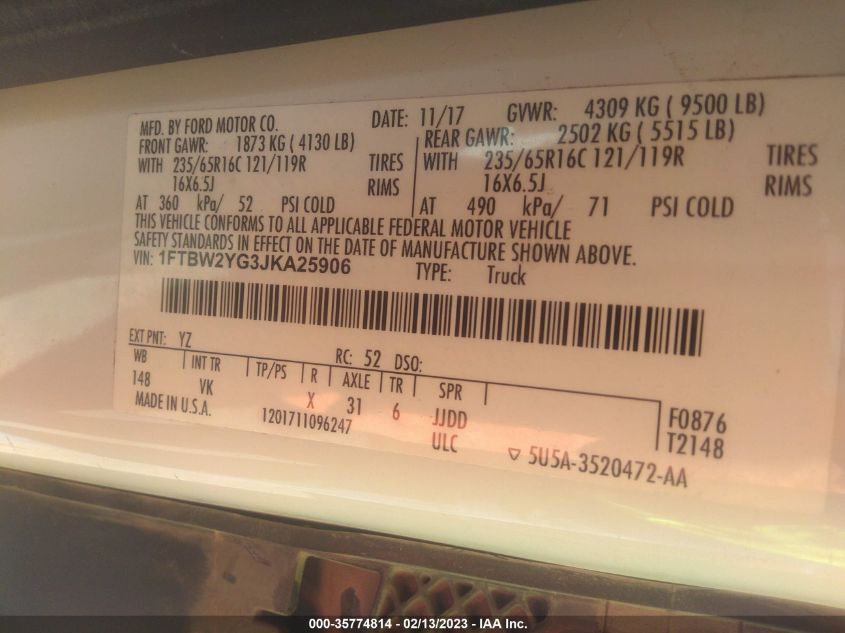 MFD. BY FORD MOTOR CO. DATE: 11/17 GVWR: 4309 KG ( 9500 LB)
FRONT GAWR: 1873 KG ( 4130 LB) REAR GAWR: 2502 KG ( 5515 LB)
WITH 235/65R16C 121/119R TIRES WITH 235/65R16C 121/119R TIRES
16X6.5J RIMS 16X6.5J RIMS
AT 360 kPa/ 52 PSI COLD AT 490 kPa/ 71 PSI COLD
THIS VEHICLE CONFORMS TO ALL APPLICABLE FEDERAL MOTOR VEHICLE
SAFETY STANDARDS IN EFFECT ON THE DATE OF MANUFACTURE SHOWN ABOVE.
VIN: 1FTBW2YG3JKA25906 TYPE: Truck
EXT PNT: YZ RC: 52 DSO:
WB INT TR TP/PS R AXLE TR SPR
148 VK X 31 6 JJDD F0876
MADE IN U.S.A. 1201711096247 ULC T2148
▽ 5U5A-3520472-AA
000-35774814 - 02/13/2023 - IAA Inc.